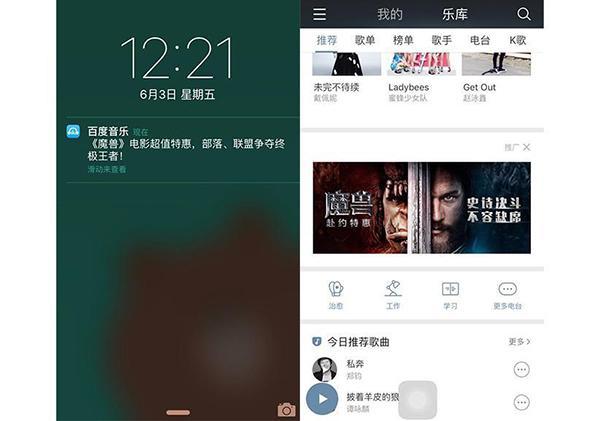 12:21
6月3日 星期五
百度音乐 现在
《魔兽》电影超值特惠，部落、联盟争夺终
极王者！
滑动来查看
我的 乐库
推荐 歌单 榜单 歌手 电台 K歌
未完不待续 Ladybees Get Out
戴佩妮 蜜蜂少女队 赵泳鑫
推广
魔兽
赴约特惠
史诗决斗
不容缺席
治愈 工作 学习 更多电台
今日推荐歌曲 更多
私奔
郑钧
披着羊皮的狼
谭咏麟